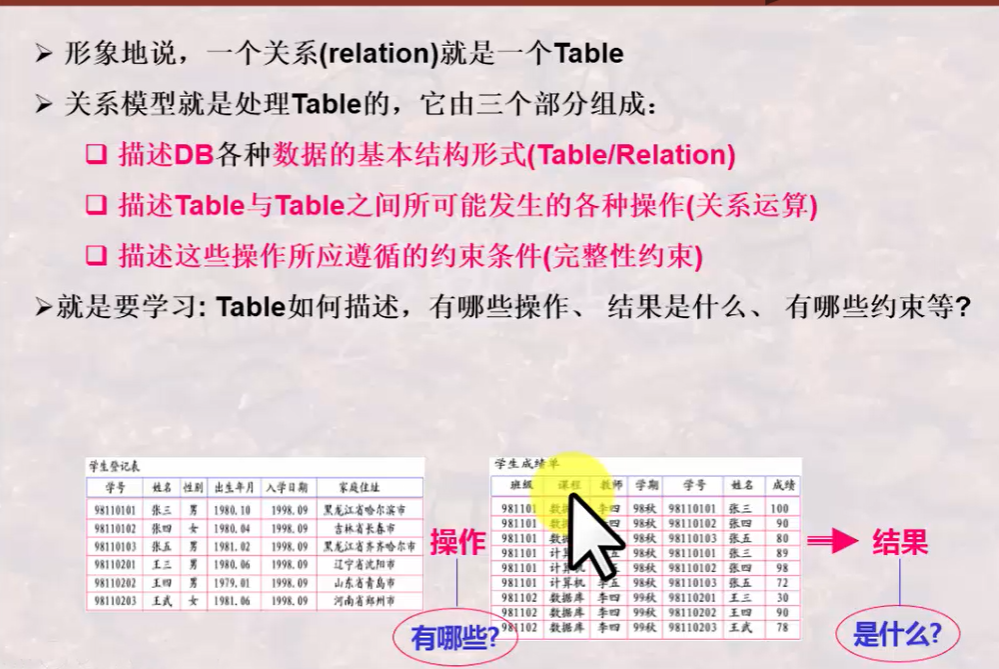 ➢ 形象地说，一个关系(relation)就是一个Table
➢ 关系模型就是处理Table的，它由三个部分组成：
❑ 描述DB各种数据的基本结构形式(Table/Relation)
❑ 描述Table与Table之间所可能发生的各种操作(关系运算)
❑ 描述这些操作所应遵循的约束条件(完整性约束)
➢就是要学习: Table如何描述，有哪些操作、 结果是什么、 有哪些约束等?
学生登记表
学号 姓名 性别 出生年月 入学日期 家庭住址
98110101 张三 男 1980.10 1998.09 黑龙江省哈尔滨市
98110102 张四 女 1980.04 1998.09 吉林省长春市
98110103 张五 男 1981.02 1998.09 黑龙江省齐齐哈尔市
98110201 王三 男 1980.06 1998.09 辽宁省沈阳市
98110202 王四 男 1979.01 1998.09 山东省青岛市
98110203 王武 女 1981.06 1998.09 河南省郑州市
操作
有哪些?
学生成绩单
班级 课程 教师 学期 学号 姓名 成绩
981101 数 李四 98秋 98110101 张三 100
981101 数 四 98秋 98110102 张四 90
981101 数 98秋 98110103 张五 80
981101 计 五 98秋 98110101 张三 89
981101 计 98秋 98110102 张四 98
981101 计算机 李五 98秋 98110103 张五 72
981102 数据库 李四 99秋 98110201 王三 30
981102 数据库 李四 99秋 98110202 王四 90
981102 数据库 李四 99秋 98110203 王武 78
结果
是什么?